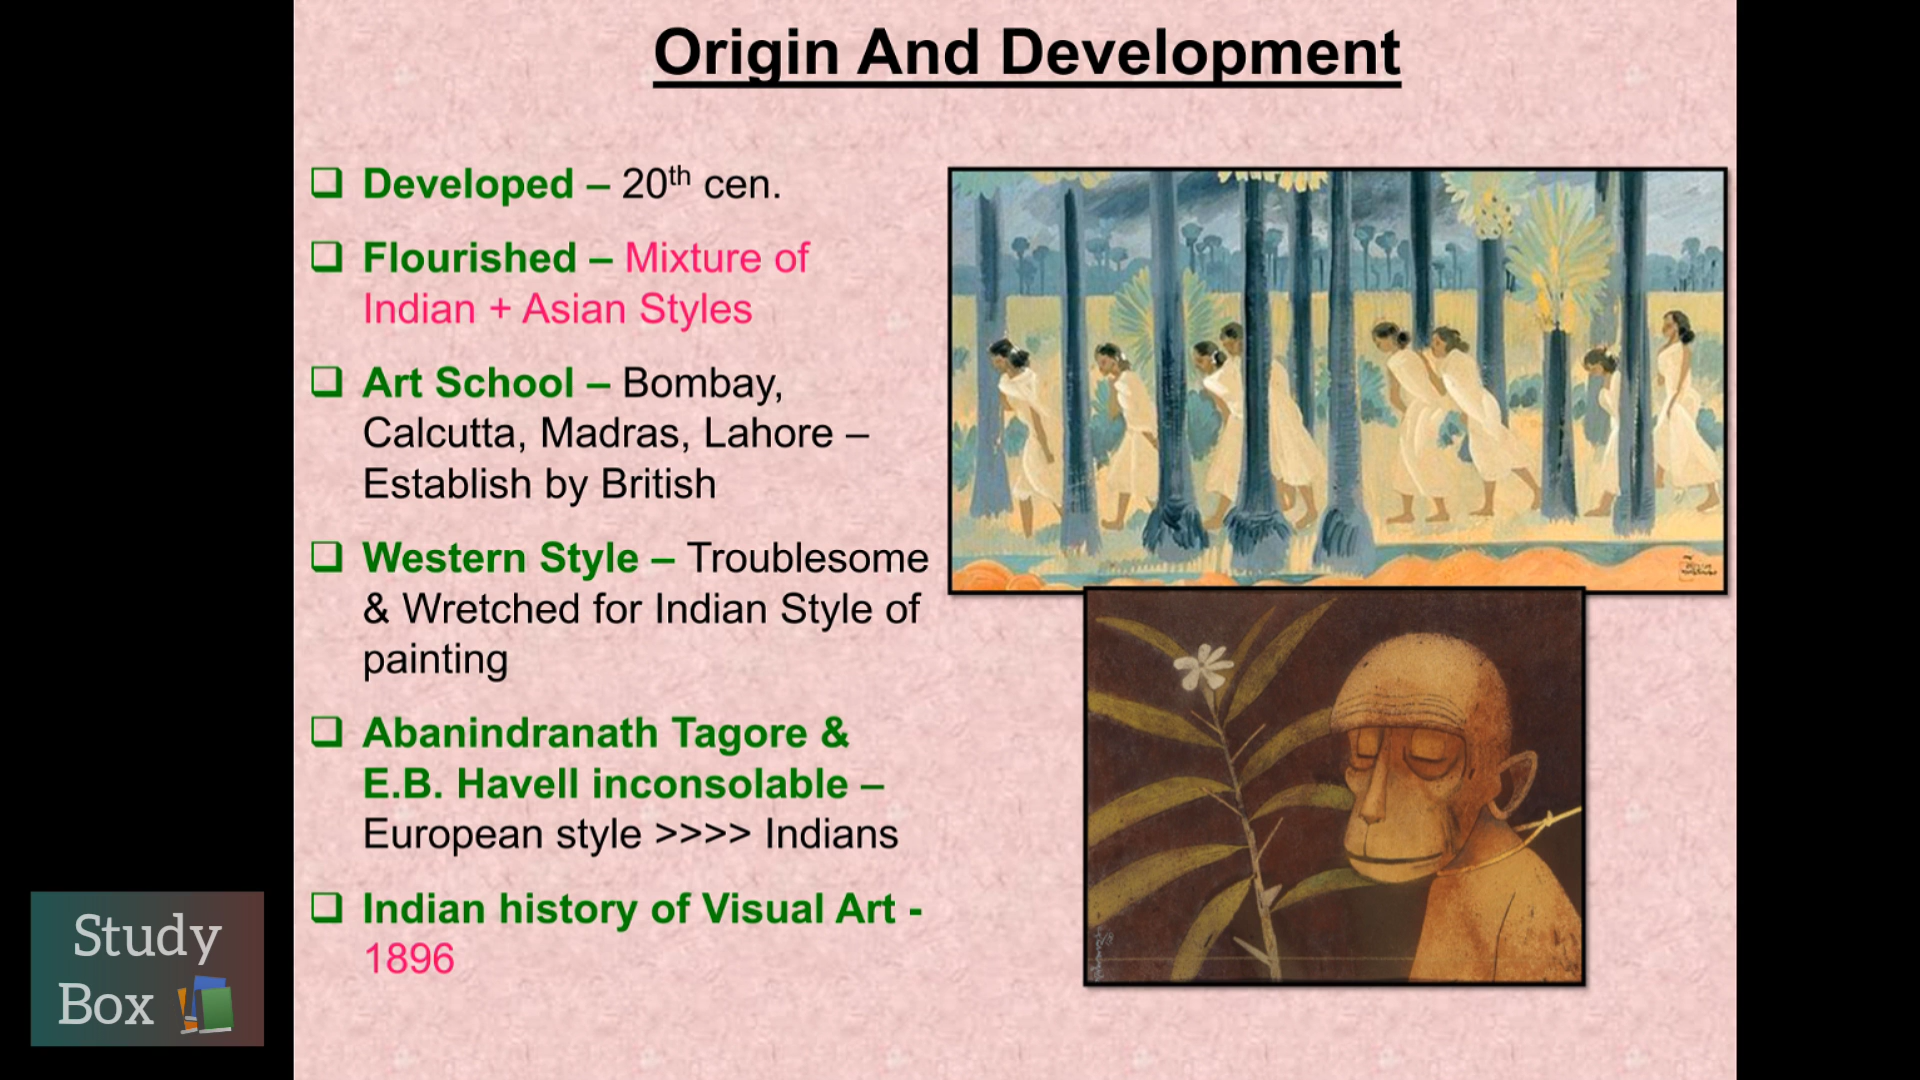 Origin And Development
❑ Developed – 20th cen.
❑ Flourished – Mixture of
Indian + Asian Styles
❑ Art School – Bombay,
Calcutta, Madras, Lahore –
Establish by British
❑ Western Style – Troublesome
& Wretched for Indian Style of
painting
❑ Abanindranath Tagore &
E.B. Havell inconsolable –
European style >>>> Indians
❑ Indian history of Visual Art -
1896
Study
Box